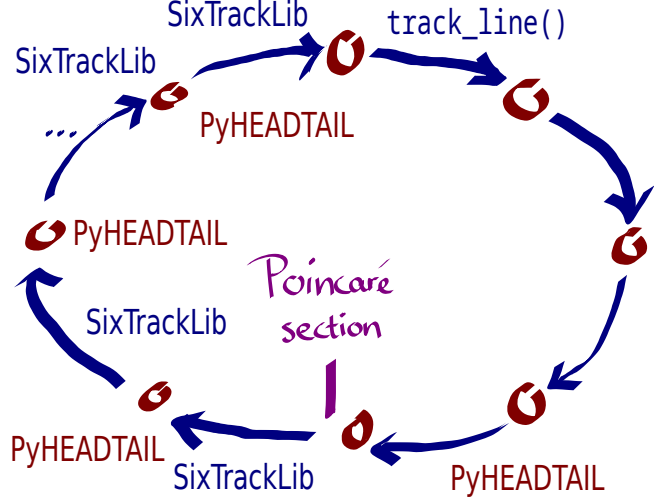 SixTrackLib
track_line()
SixTrackLib
PyHEADTAIL
...
PyHEADTAIL
Poincaré
section
SixTrackLib
PyHEADTAIL
SixTrackLib
PyHEADTAIL